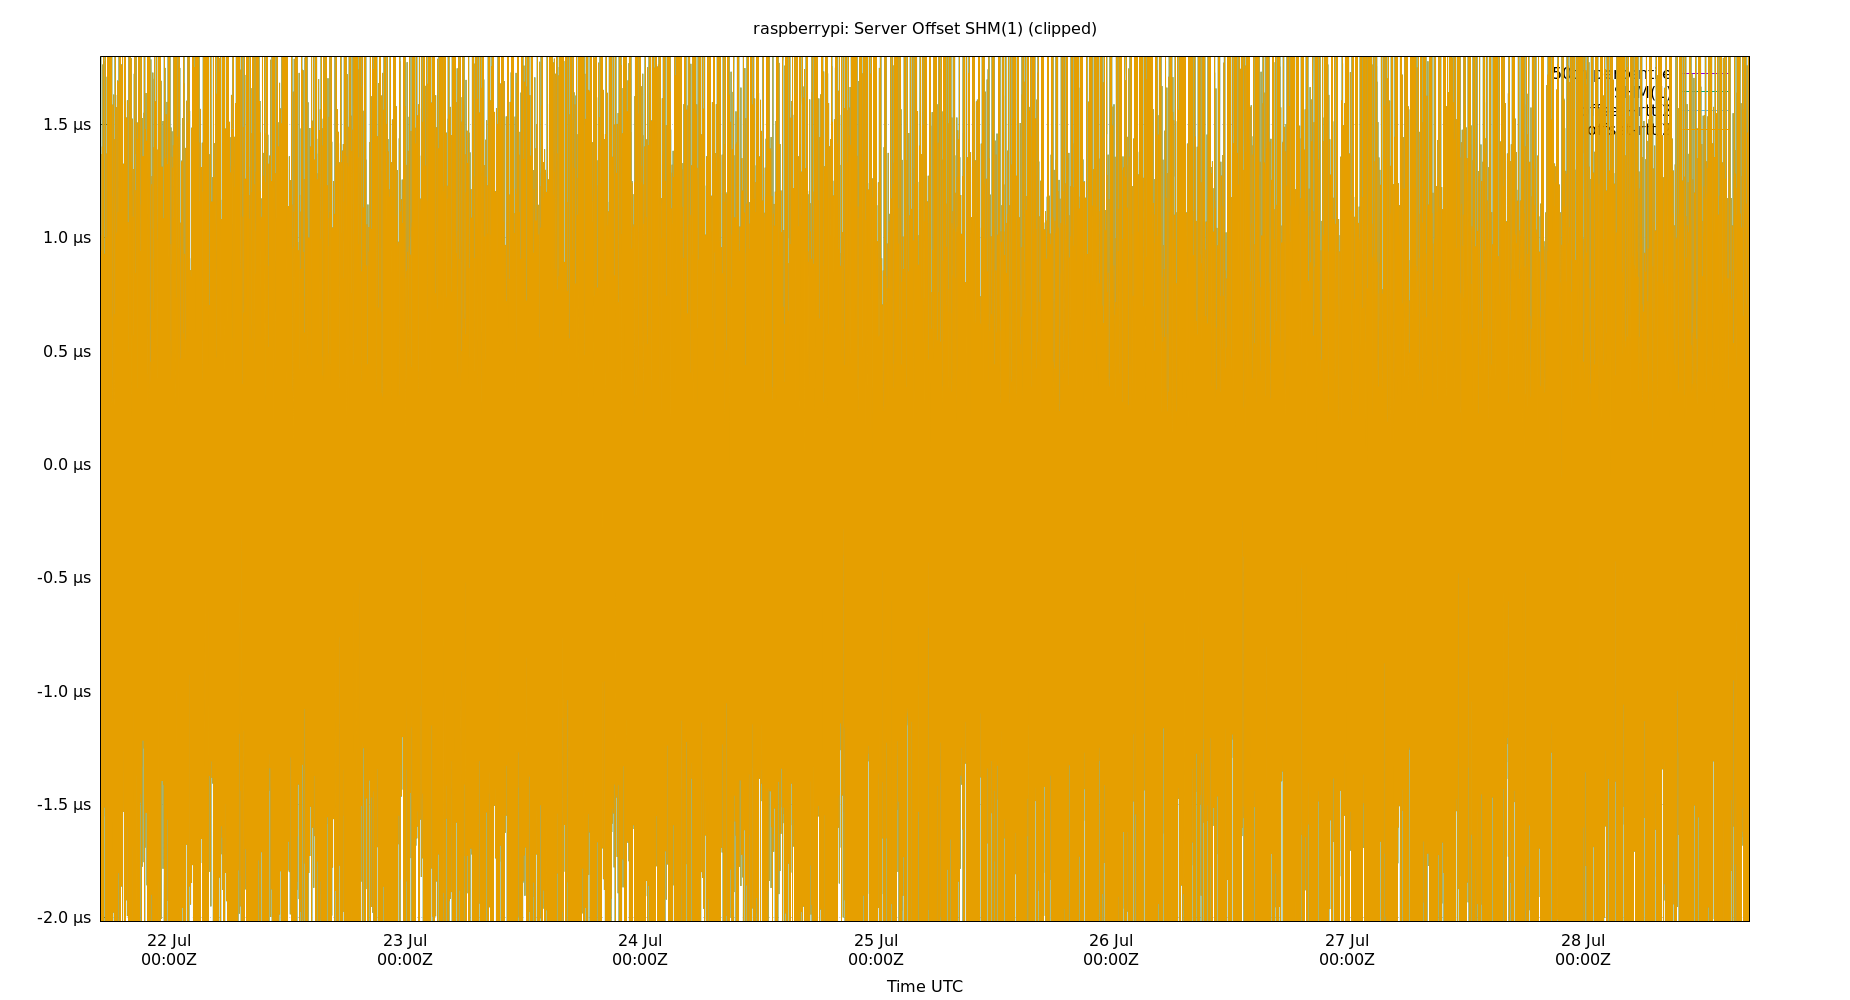 raspberrypi: Server Offset SHM(1) (clipped)
1.5 µs
1.0 µs
0.5 µs
0.0 µs
-0.5 µs
-1.0 µs
-1.5 µs
-2.0 µs
22 Jul 23 Jul 24 Jul 25 Jul 26 Jul 27 Jul 28 Jul
00:00Z 00:00Z 00:00Z 00:00Z 00:00Z 00:00Z 00:00Z
Time UTC